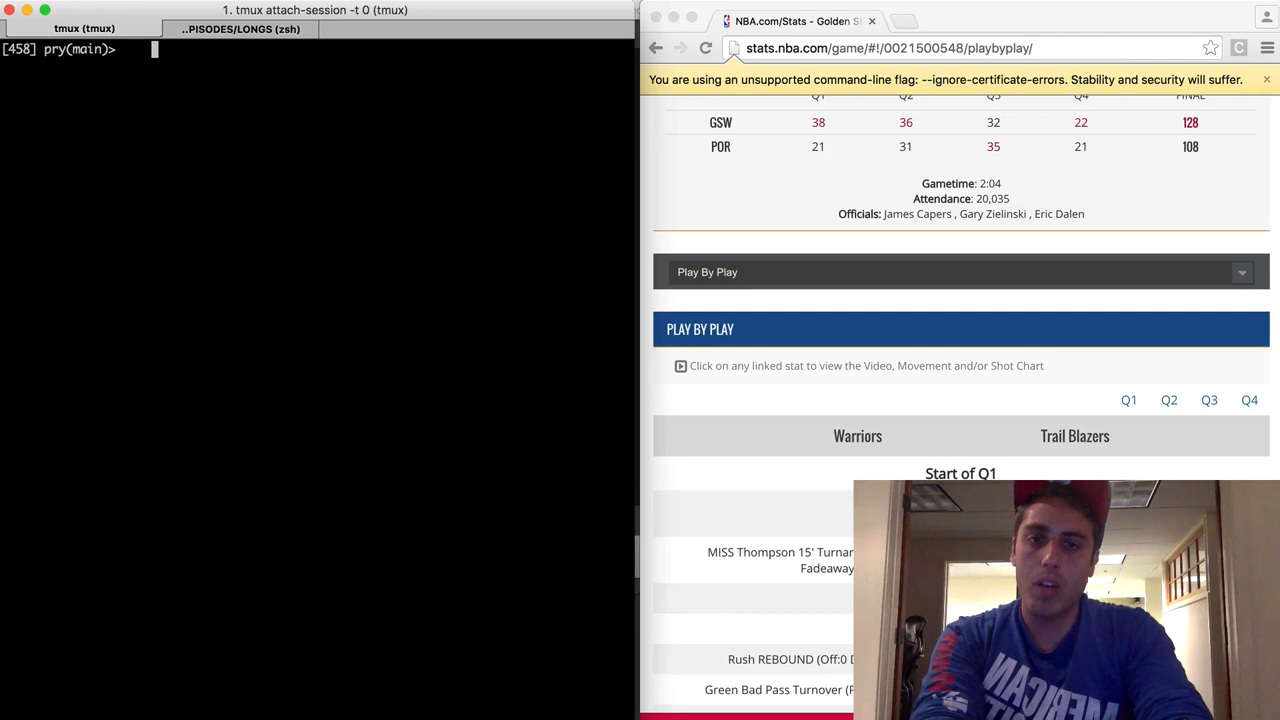 1. tmux attach-session -t 0 (tmux)
tmux (tmux)
..PISODES/LONGS (zsh)
[458] pry(main)>
NBA.com/Stats - Golden St
stats.nba.com/game/#!/0021500548/playbyplay/
C
You are using an unsupported command-line flag: --ignore-certificate-errors. Stability and security will suffer.
Q1 Q2 Q3 Q4 FINAL
GSW 38 36 32 22 128
POR 21 31 35 21 108
Gametime: 2:04
Attendance: 20,035
Officials: James Capers , Gary Zielinski , Eric Dalen
Play By Play
PLAY BY PLAY
Click on any linked stat to view the Video, Movement and/or Shot Chart
Q1 Q2 Q3 Q4
Warriors Trail Blazers
Start of Q1
MISS Thompson 15' Turnar
Fadeaway
Rush REBOUND (Off:0
Green Bad Pass Turnover (P